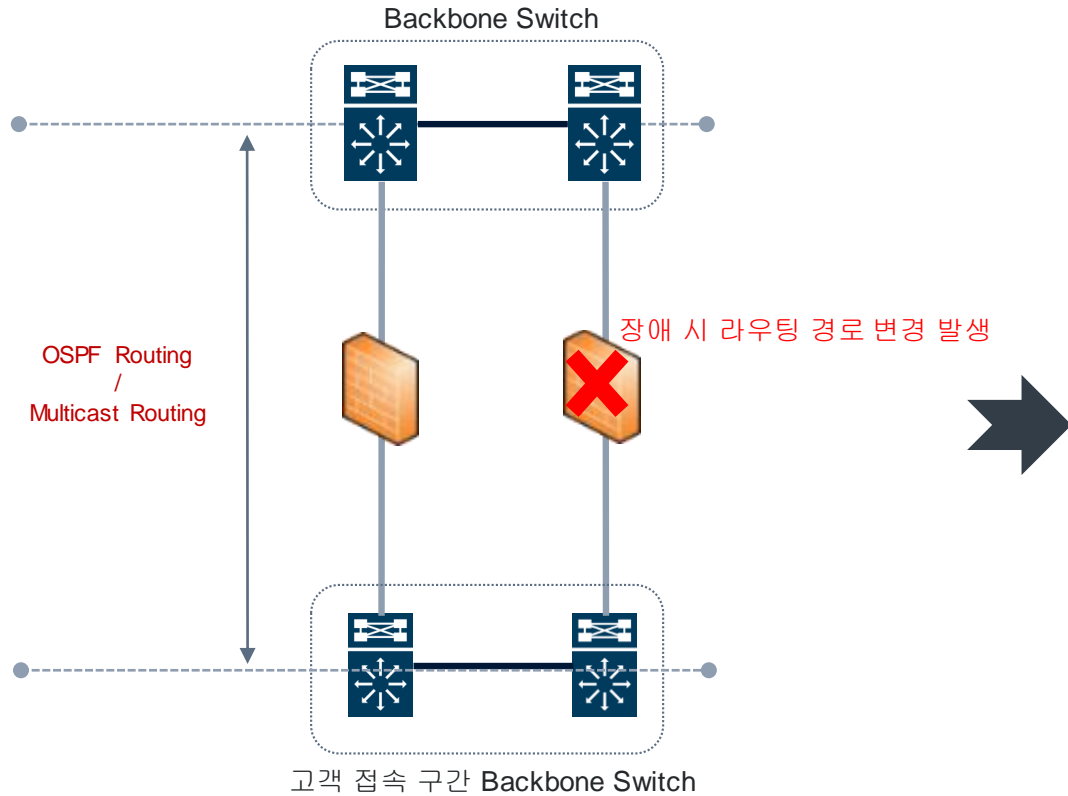 Backbone Switch
장애 시 라우팅 경로 변경 발생
OSPF Routing
/
Multicast Routing
고객 접속 구간 Backbone Switch